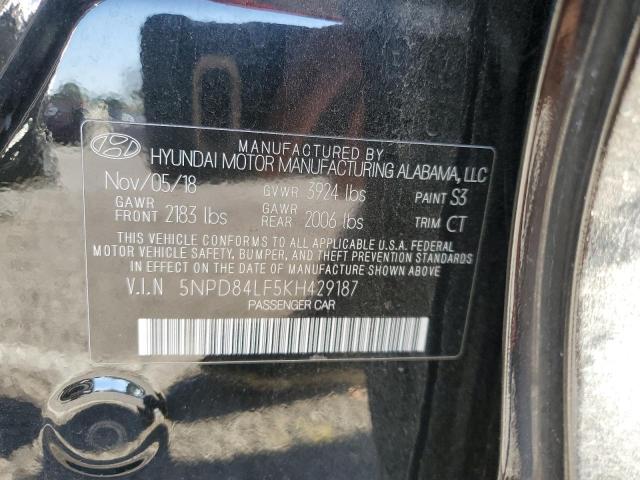 MANUFACTURED BY
HYUNDAI MOTOR MANUFACTURING ALABAMA, LLC
Nov/05/18 GVWR 3924 lbs PAINT S3
GAWR FRONT 2183 lbs GAWR REAR 2006 lbs TRIM CT
THIS VEHICLE CONFORMS TO ALL APPLICABLE U.S.A. FEDERAL
MOTOR VEHICLE SAFETY, BUMPER, AND THEFT PREVENTION STANDARDS
IN EFFECT ON THE DATE OF MANUFACTURE SHOWN ABOVE.
V.I.N 5NPD84LF5KH429187
PASSENGER CAR